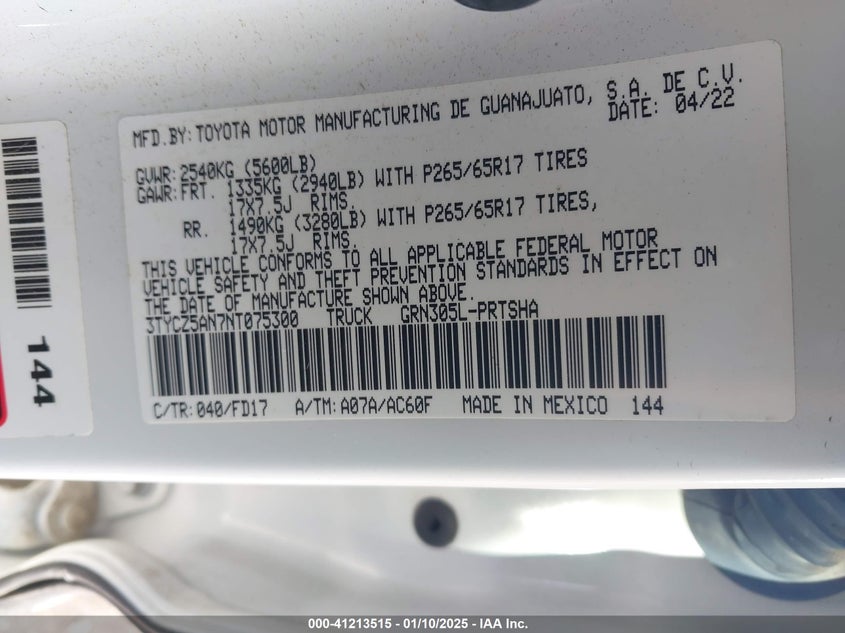 MFD.BY:TOYOTA MOTOR MANUFACTURING DE GUANAJUATO, S.A. DE C.V.
DATE: 04/22
GVWR:2540KG (5600LB)
GAWR:FRT. 1335KG (2940LB) WITH P265/65R17 TIRES
17X7.5J RIMS.
RR. 1490KG (3280LB) WITH P265/65R17 TIRES,
17X7.5J RIMS.
THIS VEHICLE CONFORMS TO ALL APPLICABLE FEDERAL MOTOR
VEHICLE SAFETY AND THEFT PREVENTION STANDARDS IN EFFECT ON
THE DATE OF MANUFACTURE SHOWN ABOVE.
3TYCZ5AN7NT075300 TRUCK GRN305L-PRTSHA
C/TR:040/FD17 A/TM:A07A/AC60F MADE IN MEXICO 144
144
000-41213515 - 01/10/2025 - IAA Inc.